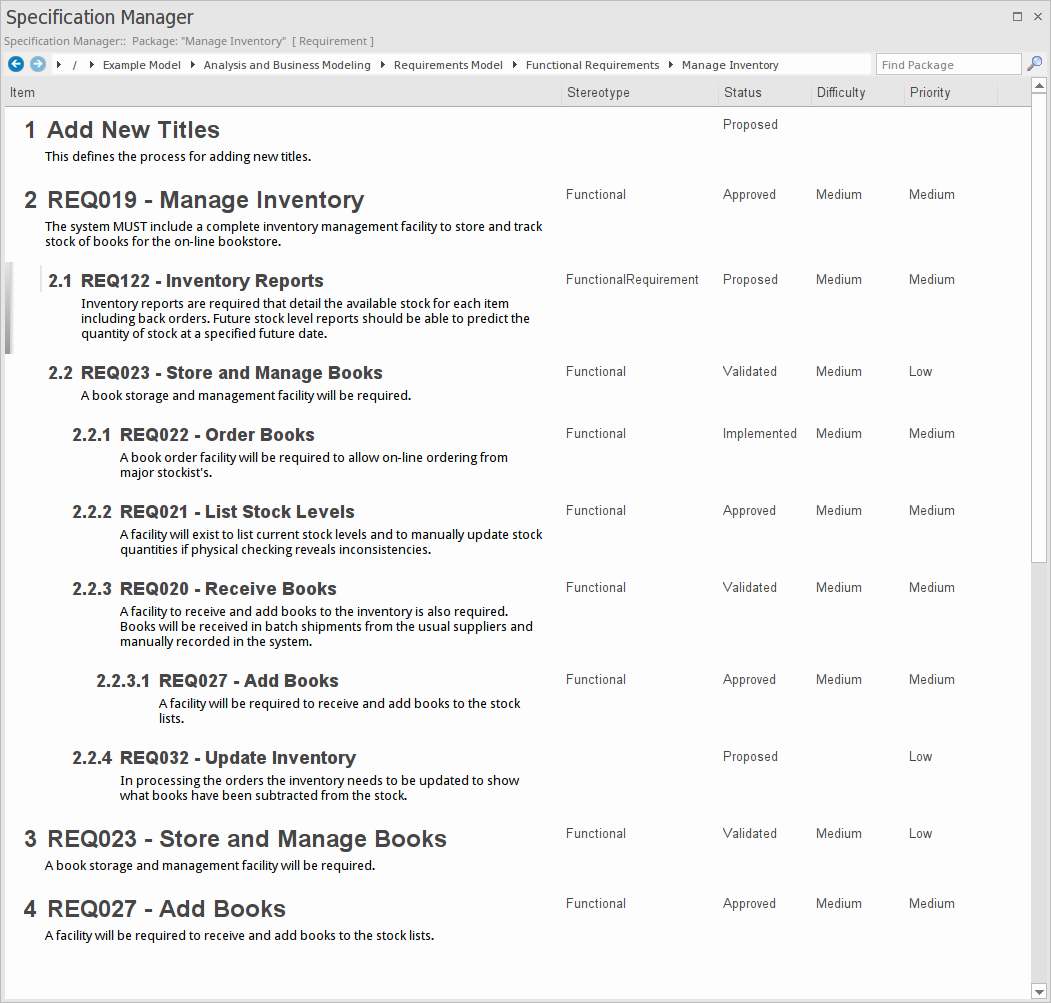 Specification Manager
Specification Manager:: Package: "Manage Inventory" [ Requirement ]
/ Example Model Analysis and Business Modeling Requirements Model Functional Requirements Manage Inventory Find Package
Item Stereotype Status Difficulty Priority
1 Add New Titles Proposed
This defines the process for adding new titles.
2 REQ019 - Manage Inventory Functional Approved Medium Medium
The system MUST include a complete inventory management facility to store and track
stock of books for the on-line bookstore.
2.1 REQ122 - Inventory Reports FunctionalRequirement Proposed Medium Medium
Inventory reports are required that detail the available stock for each item
including back orders. Future stock level reports should be able to predict the
quantity of stock at a specified future date.
2.2 REQ023 - Store and Manage Books Functional Validated Medium Low
A book storage and management facility will be required.
2.2.1 REQ022 - Order Books Functional Implemented Medium Medium
A book order facility will be required to allow on-line ordering from
major stockist's.
2.2.2 REQ021 - List Stock Levels Functional Approved Medium Medium
A facility will exist to list current stock levels and to manually update stock
quantities if physical checking reveals inconsistencies.
2.2.3 REQ020 - Receive Books Functional Validated Medium Medium
A facility to receive and add books to the inventory is also required.
Books will be received in batch shipments from the usual suppliers and
manually recorded in the system.
2.2.3.1 REQ027 - Add Books Functional Approved Medium Medium
A facility will be required to receive and add books to the stock
lists.
2.2.4 REQ032 - Update Inventory Proposed Low
In processing the orders the inventory needs to be updated to show
what books have been subtracted from the stock.
3 REQ023 - Store and Manage Books Functional Validated Medium Low
A book storage and management facility will be required.
4 REQ027 - Add Books Functional Approved Medium Medium
A facility will be required to receive and add books to the stock lists.